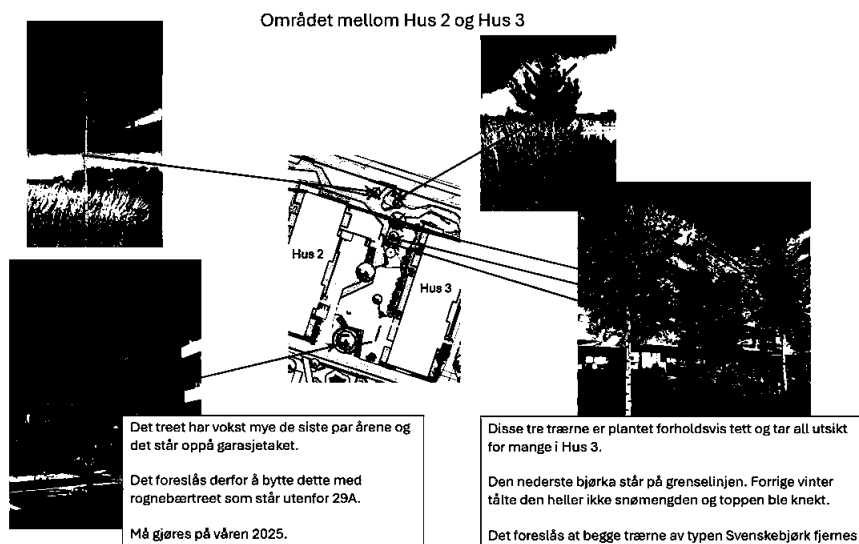 Området mellom Hus 2 og Hus 3
Hus 2
Hus 3
Det treet har vokst mye de siste par årene og
det står oppå garasjetaket.
Det foreslås derfor å bytte dette med
rognebærtreet som står utenfor 29A.
Må gjøres på våren 2025.
Disse tre trærne er plantet forholdsvis tett og tar all utsikt
for mange i Hus 3.
Den nederste bjørka står på grenselinjen. Forrige vinter
tålte den heller ikke snømengden og toppen ble knekt.
Det foreslås at begge trærne av typen Svenskebjørk fjernes